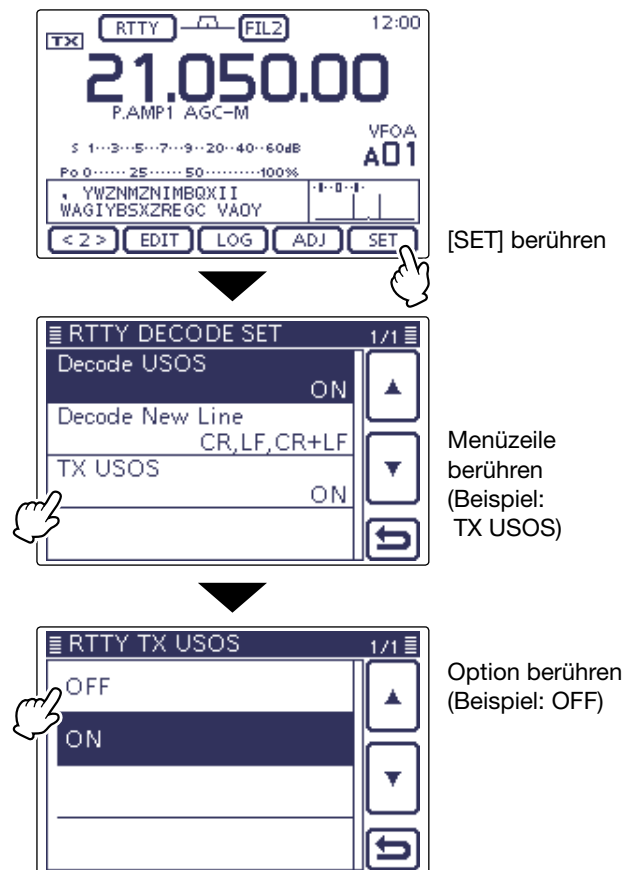 RTTY FIL2 12:00
TX
21.050.00
P.AMP1 AGC-M
VFOA
A01
S 1···3···5···7···9··20··40··60dB
Po 0······25······50·········100%
. YWZNMZNIMBQXII
WAGIYBSXZREGC VAOY
·I··0··I·
< 2 > EDIT LOG ADJ SET
[SET] berühren
RTTY DECODE SET 1/1
Decode USOS
ON
Decode New Line
CR,LF,CR+LF
TX USOS
ON
Menüzeile
berühren
(Beispiel:
TX USOS)
RTTY TX USOS 1/1
OFF
ON
Option berühren
(Beispiel: OFF)